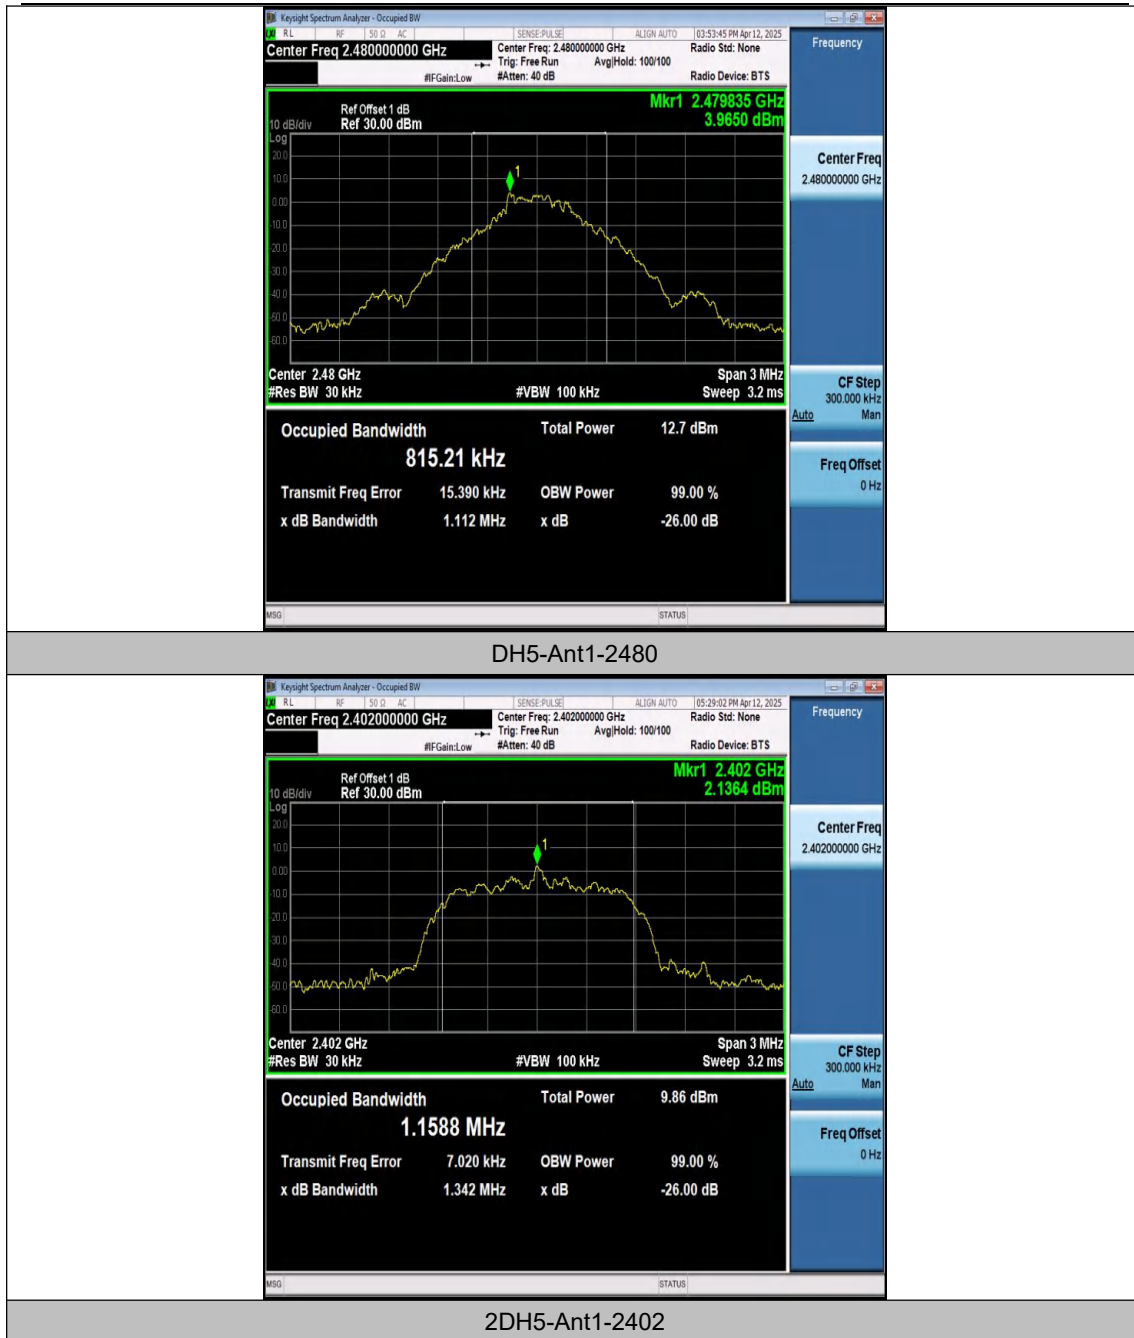 Keysight Spectrum Analyzer - Occupied BW
RL RF 50 Ω AC SENSE:PULSE ALIGN AUTO 03:53:45 PM Apr 12, 2025
Center Freq 2.480000000 GHz
Center Freq: 2.480000000 GHz Radio Std: None
Trig: Free Run Avg|Hold: 100/100
#IFGain:Low #Atten: 40 dB Radio Device: BTS
Mkr1 2.479835 GHz
3.9650 dBm
Ref Offset 1 dB
10 dB/div Ref 30.00 dBm
Log
20.0
10.0
0.00
-10.0
-20.0
-30.0
-40.0
-50.0
-60.0
1
Center 2.48 GHz Span 3 MHz
#Res BW 30 kHz #VBW 100 kHz Sweep 3.2 ms
Occupied Bandwidth Total Power 12.7 dBm
815.21 kHz
Transmit Freq Error 15.390 kHz OBW Power 99.00 %
x dB Bandwidth 1.112 MHz x dB -26.00 dB
MSG STATUS
Frequency
Center Freq
2.480000000 GHz
CF Step
300.000 kHz
Auto Man
Freq Offset
0 Hz
DH5-Ant1-2480
Keysight Spectrum Analyzer - Occupied BW
RL RF 50 Ω AC SENSE:PULSE ALIGN AUTO 05:29:02 PM Apr 12, 2025
Center Freq 2.402000000 GHz
Center Freq: 2.402000000 GHz Radio Std: None
Trig: Free Run Avg|Hold: 100/100
#IFGain:Low #Atten: 40 dB Radio Device: BTS
Mkr1 2.402 GHz
2.1364 dBm
Ref Offset 1 dB
10 dB/div Ref 30.00 dBm
Log
20.0
10.0
0.00
-10.0
-20.0
-30.0
-40.0
-50.0
-60.0
1
Center 2.402 GHz Span 3 MHz
#Res BW 30 kHz #VBW 100 kHz Sweep 3.2 ms
Occupied Bandwidth Total Power 9.86 dBm
1.1588 MHz
Transmit Freq Error 7.020 kHz OBW Power 99.00 %
x dB Bandwidth 1.342 MHz x dB -26.00 dB
MSG STATUS
Frequency
Center Freq
2.402000000 GHz
CF Step
300.000 kHz
Auto Man
Freq Offset
0 Hz
2DH5-Ant1-2402